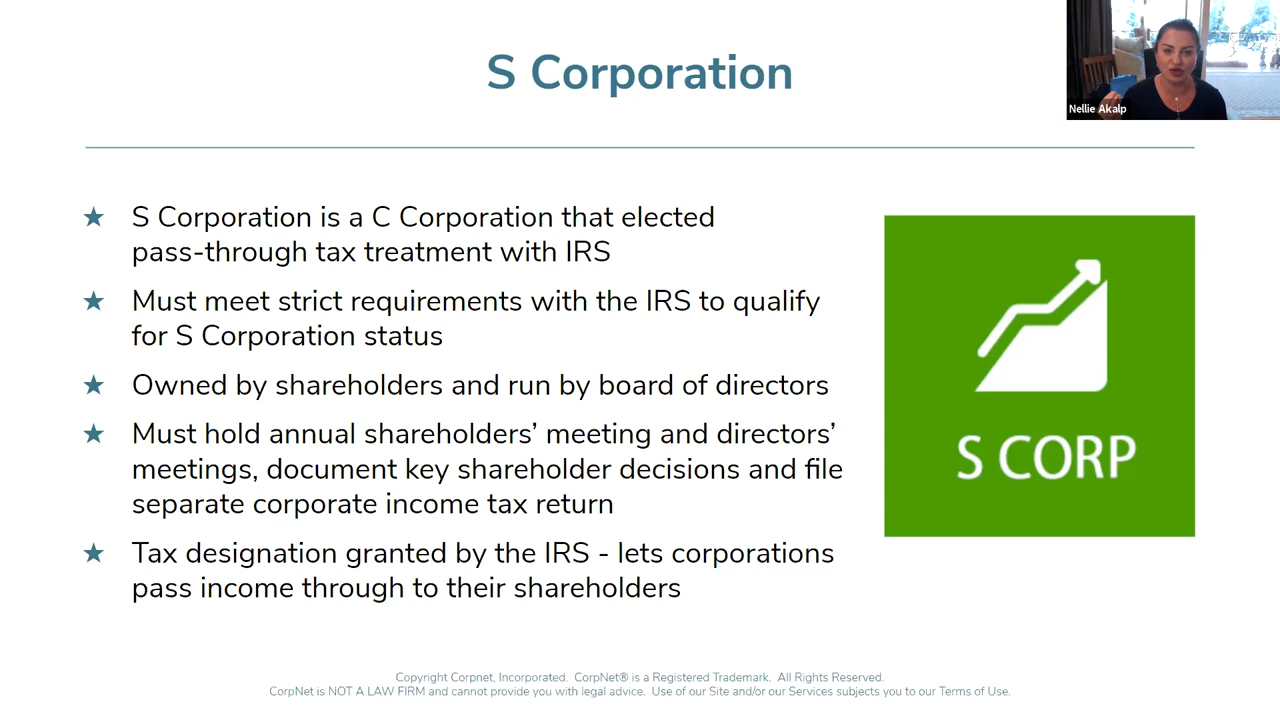 S Corporation
Nellie Akalp
★ S Corporation is a C Corporation that elected
pass-through tax treatment with IRS
★ Must meet strict requirements with the IRS to qualify
for S Corporation status
★ Owned by shareholders and run by board of directors
★ Must hold annual shareholders’ meeting and directors’
meetings, document key shareholder decisions and file
separate corporate income tax return
★ Tax designation granted by the IRS - lets corporations
pass income through to their shareholders
S CORP
Copyright Corpnet, Incorporated. CorpNet® is a Registered Trademark. All Rights Reserved.
CorpNet is NOT A LAW FIRM and cannot provide you with legal advice. Use of our Site and/or our Services subjects you to our Terms of Use.